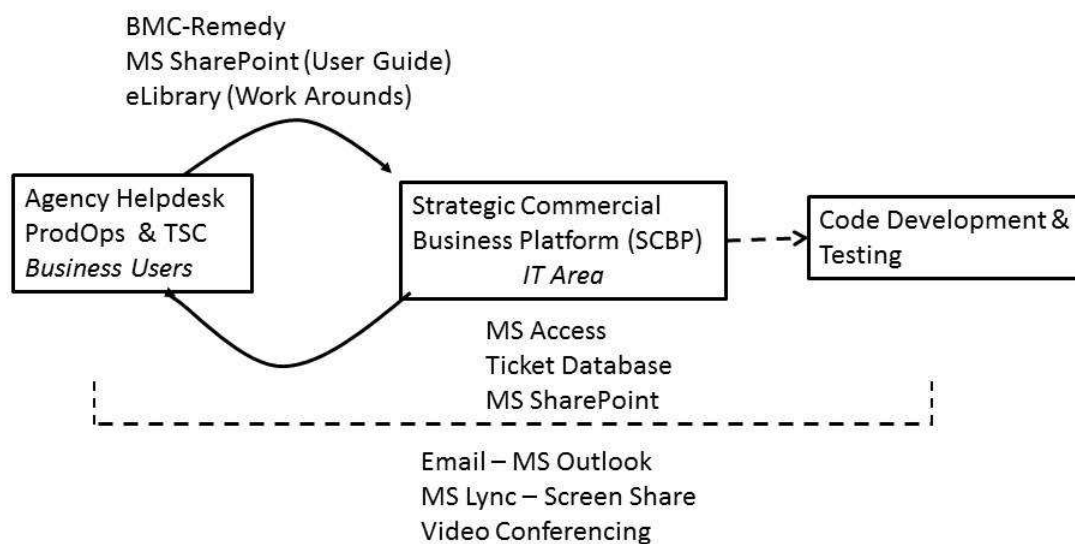 BMC-Remedy
MS SharePoint (User Guide)
eLibrary (Work Arounds)
Agency Helpdesk
ProdOps & TSC
Business Users
Strategic Commercial
Business Platform (SCBP)
IT Area
Code Development &
Testing
MS Access
Ticket Database
MS SharePoint
Email – MS Outlook
MS Lync – Screen Share
Video Conferencing